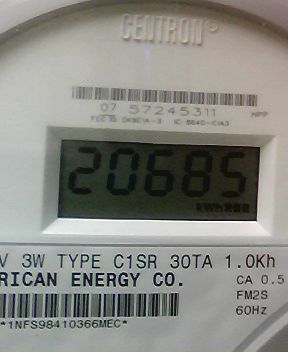 CENTRON®
07 57245311
HPP
20685
kWh
V 3W TYPE C1SR 30TA 1.0Kh
RICAN ENERGY CO.
CA 0.5
FM2S
60Hz
*1NFS98410366MEC*